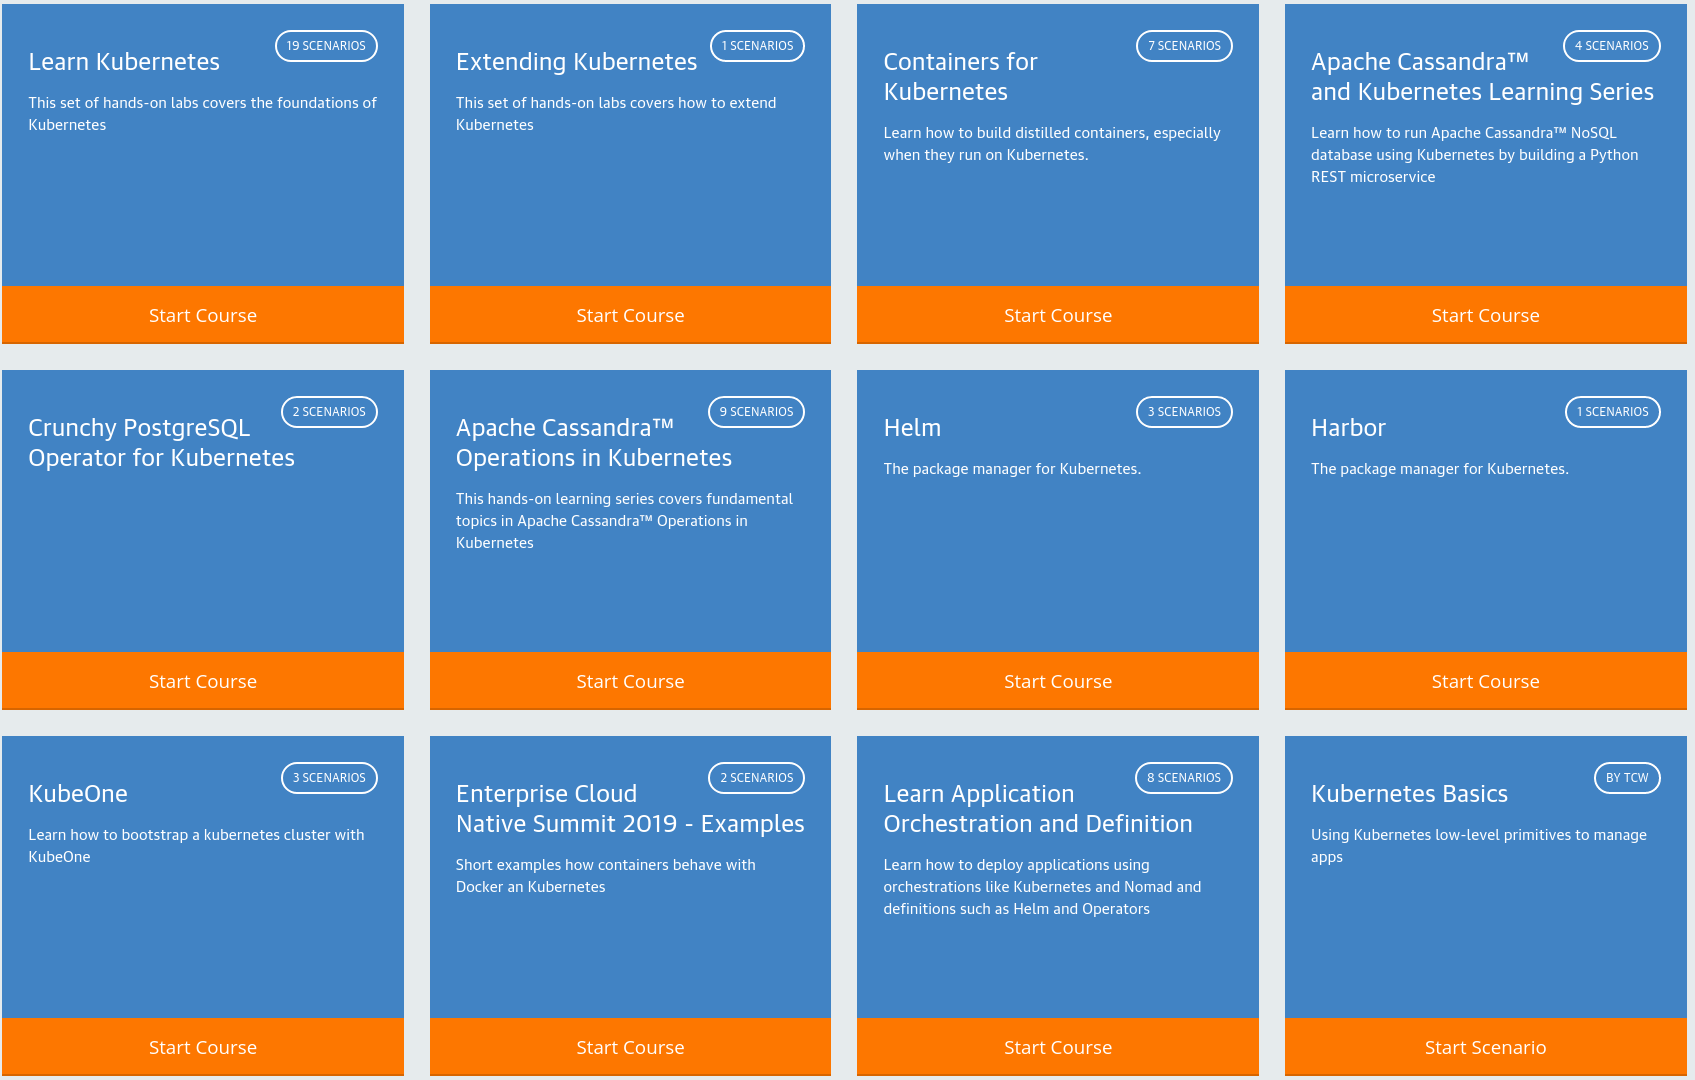 Learn Kubernetes
19 SCENARIOS
This set of hands-on labs covers the foundations of
Kubernetes
Start Course
Extending Kubernetes
1 SCENARIOS
This set of hands-on labs covers how to extend
Kubernetes
Start Course
Containers for
Kubernetes
7 SCENARIOS
Learn how to build distilled containers, especially
when they run on Kubernetes.
Start Course
Apache Cassandra™
and Kubernetes Learning Series
4 SCENARIOS
Learn how to run Apache Cassandra™ NoSQL
database using Kubernetes by building a Python
REST microservice
Start Course
Crunchy PostgreSQL
Operator for Kubernetes
2 SCENARIOS
Start Course
Apache Cassandra™
Operations in Kubernetes
9 SCENARIOS
This hands-on learning series covers fundamental
topics in Apache Cassandra™ Operations in
Kubernetes
Start Course
Helm
3 SCENARIOS
The package manager for Kubernetes.
Start Course
Harbor
1 SCENARIOS
The package manager for Kubernetes.
Start Course
KubeOne
3 SCENARIOS
Learn how to bootstrap a kubernetes cluster with
KubeOne
Start Course
Enterprise Cloud
Native Summit 2019 - Examples
2 SCENARIOS
Short examples how containers behave with
Docker an Kubernetes
Start Course
Learn Application
Orchestration and Definition
8 SCENARIOS
Learn how to deploy applications using
orchestrations like Kubernetes and Nomad and
definitions such as Helm and Operators
Start Course
Kubernetes Basics
BY TCW
Using Kubernetes low-level primitives to manage
apps
Start Scenario